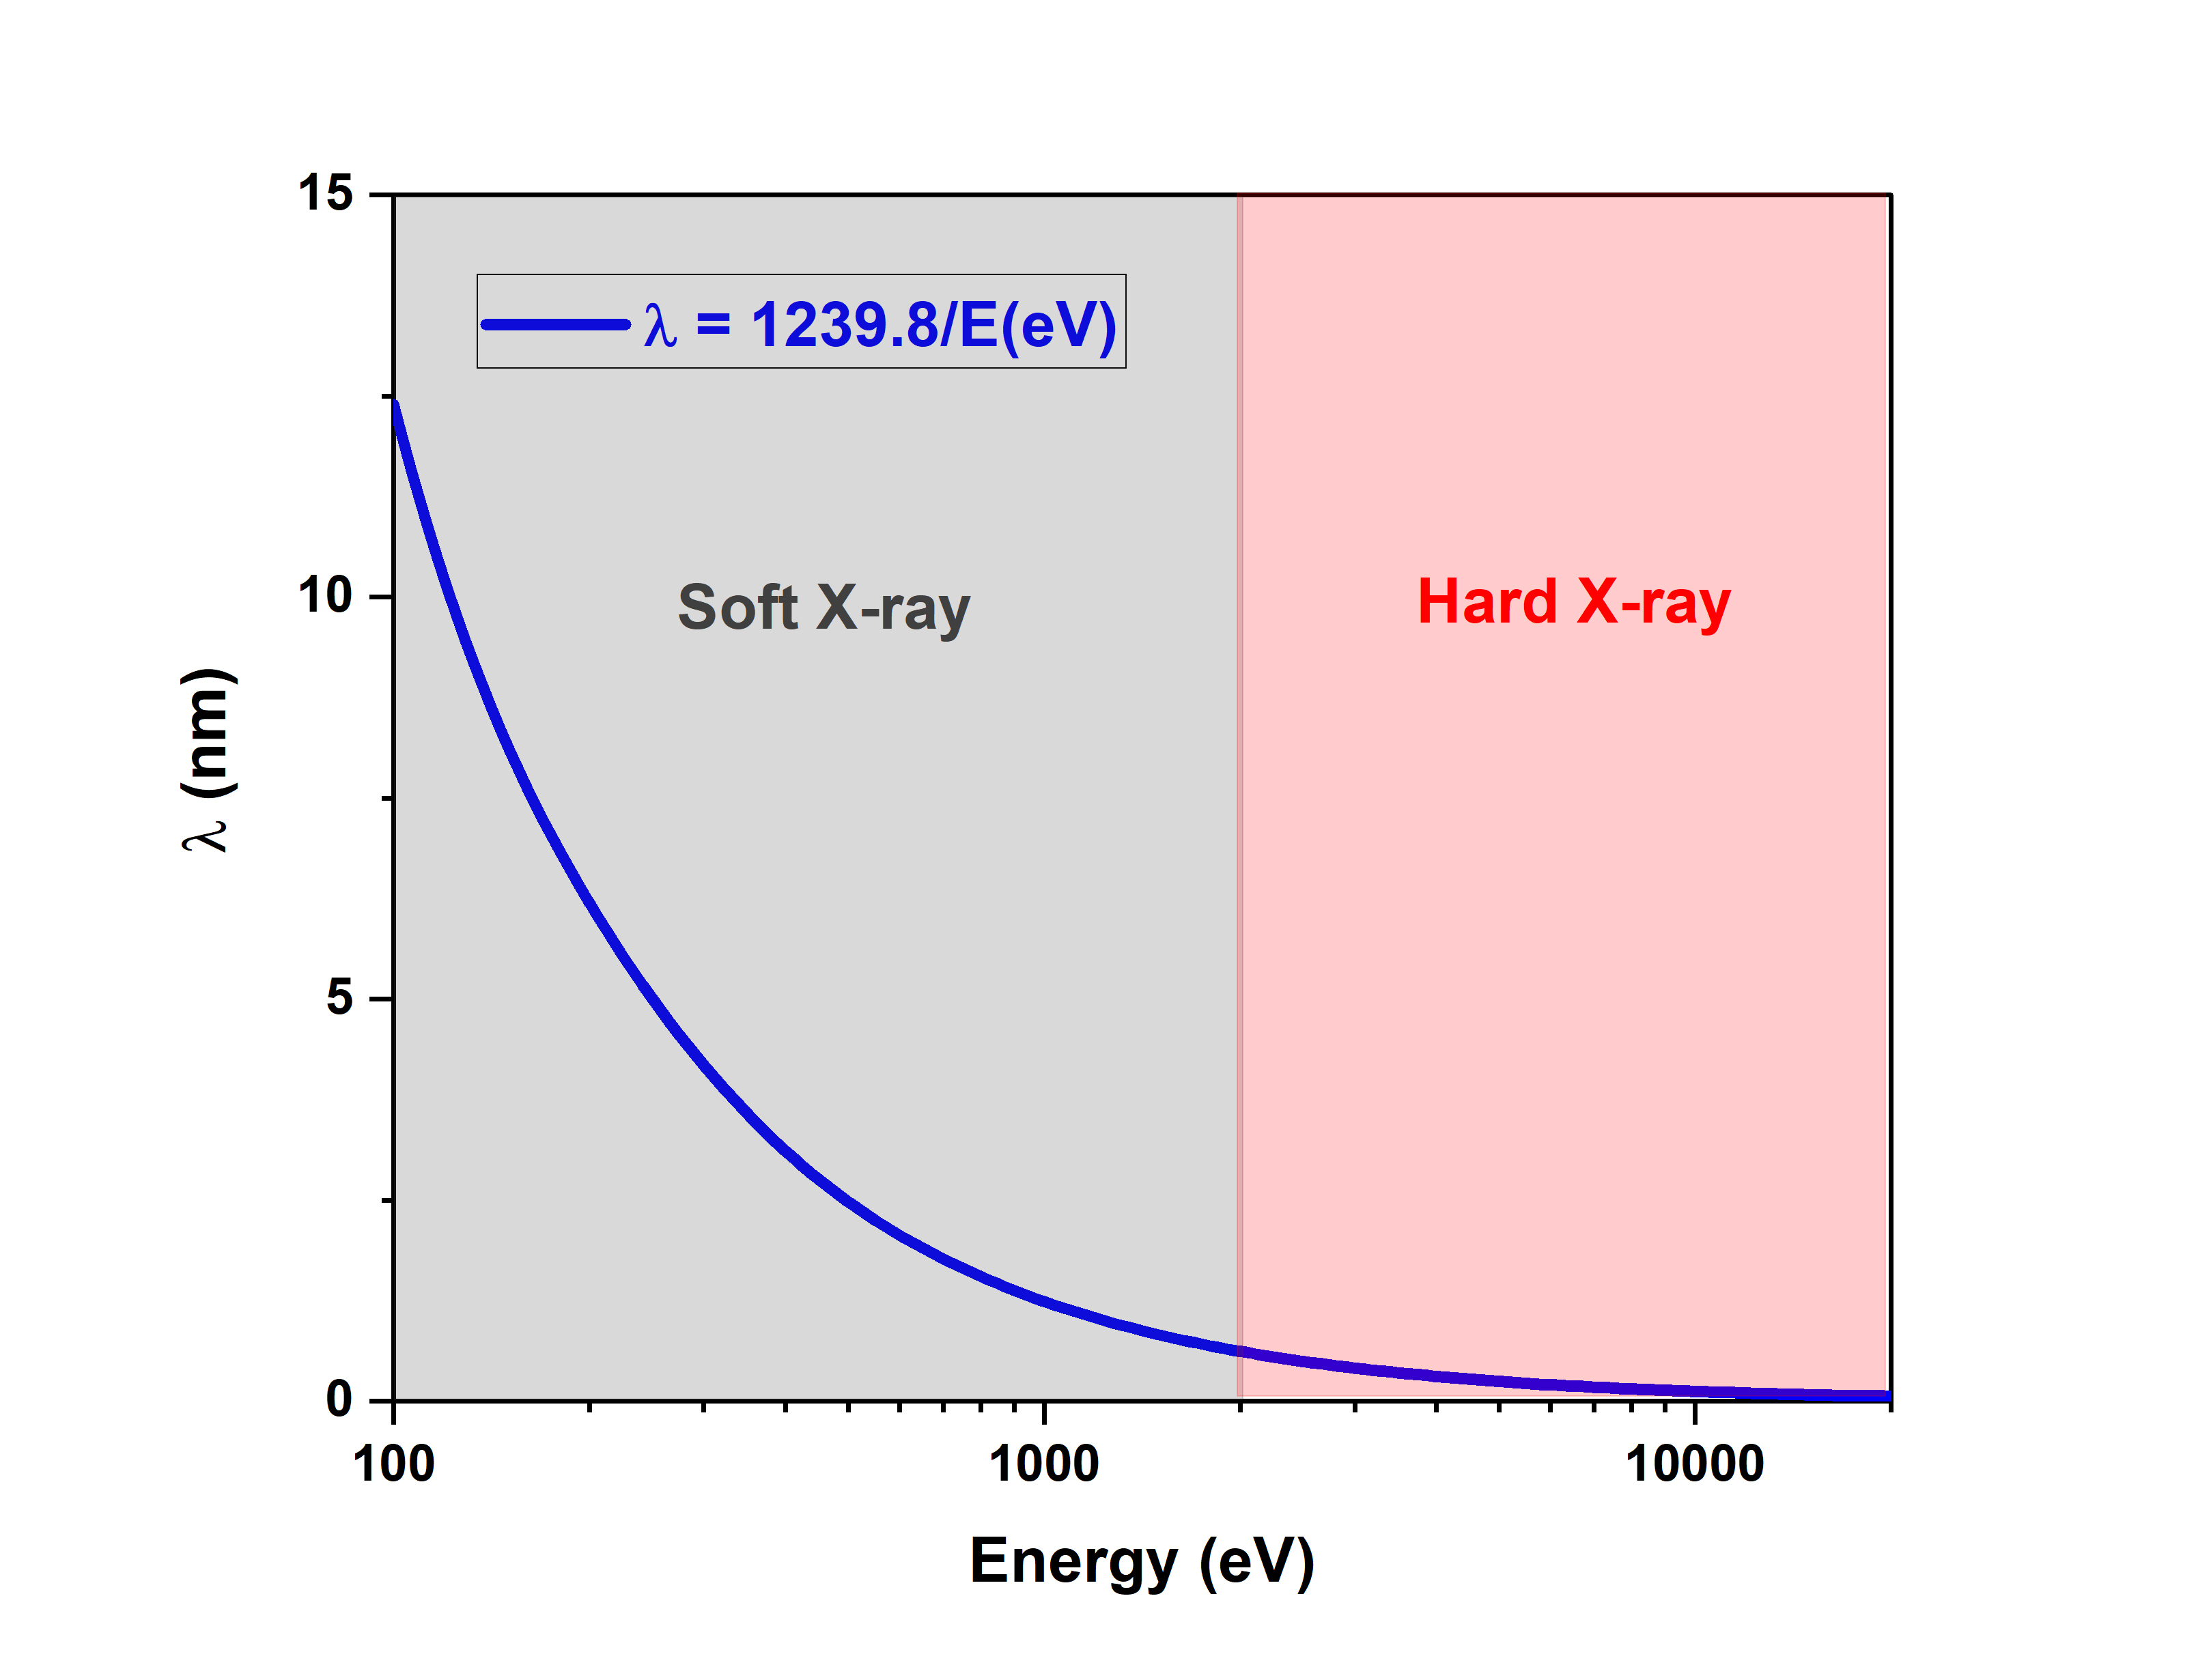 15
λ = 1239.8/E(eV)
10
Soft X-ray
Hard X-ray
λ (nm)
5
0
100
1000
10000
Energy (eV)